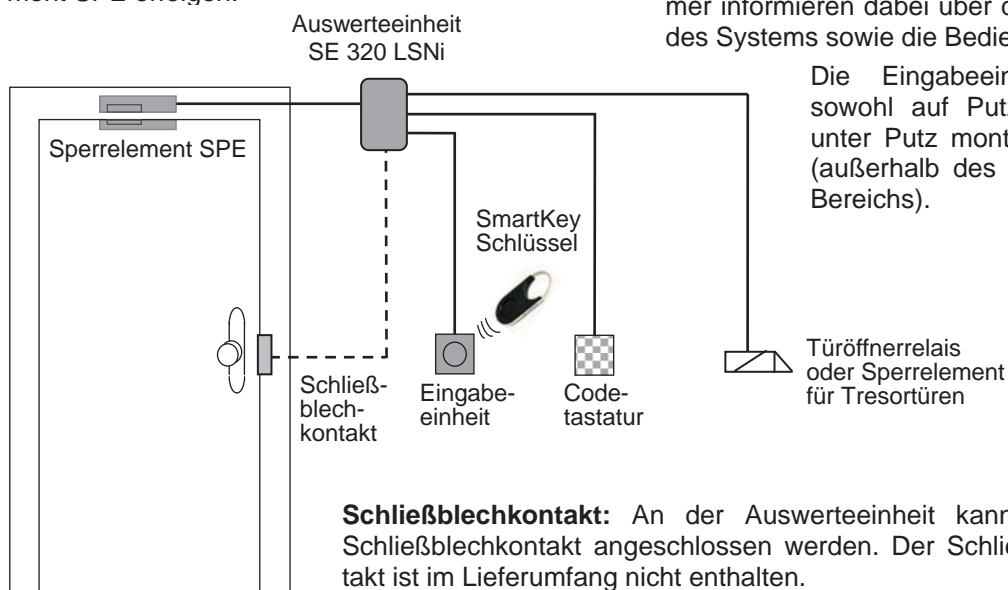 ment SPE erfolgen.
mer informieren dabei über d
des Systems sowie die Bedie
Auswerteeinheit
SE 320 LSNi
Die Eingabeein
sowohl auf Putz
unter Putz mont
(außerhalb des
Bereichs).
Sperrelement SPE
SmartKey
Schlüssel
Schließ-
blech-
kontakt
Eingabe-
einheit
Code-
tastatur
Türöffnerrelais
oder Sperrelement
für Tresortüren
Schließblechkontakt: An der Auswerteeinheit kann
Schließblechkontakt angeschlossen werden. Der Schlie
takt ist im Lieferumfang nicht enthalten.